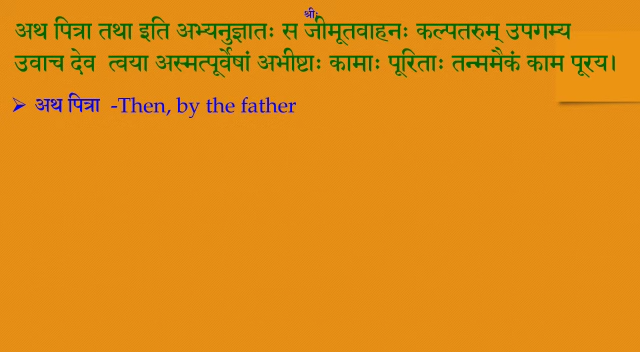 श्रीः
अथ पित्रा तथा इति अभ्यनुज्ञातः स जीमूतवाहनः कल्पतरुम् उपगम्य
उवाच देव त्वया अस्मत्पूर्वेषां अभीष्टाः कामाः पूरिताः तन्ममैकं काम पूरय।
➢ अथ पित्रा -Then, by the father